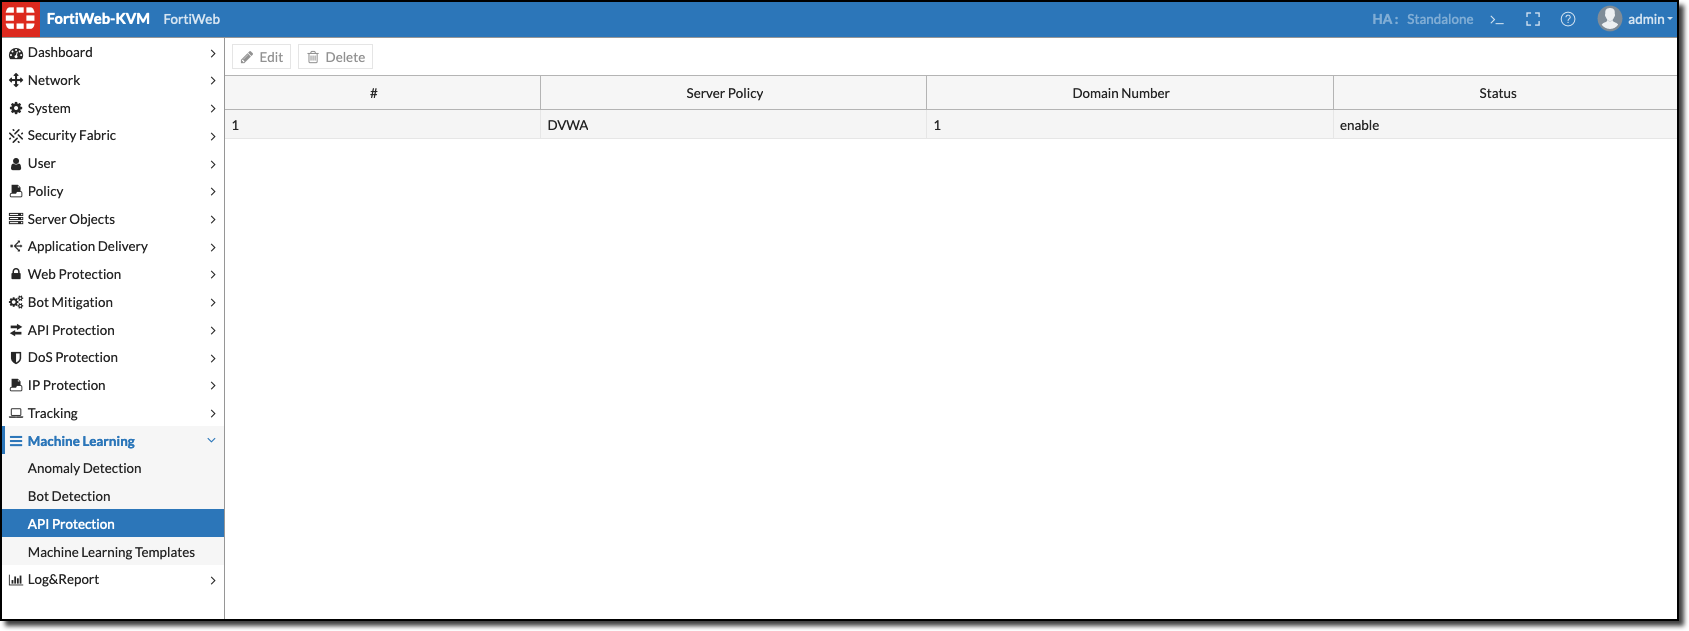 FortiWeb-KVM FortiWeb HA: Standalone >_ admin
Dashboard
Network
System
Security Fabric
User
Policy
Server Objects
Application Delivery
Web Protection
Bot Mitigation
API Protection
DoS Protection
IP Protection
Tracking
Machine Learning
Anomaly Detection
Bot Detection
API Protection
Machine Learning Templates
Log&Report
Edit Delete
# Server Policy Domain Number Status
1 DVWA 1 enable